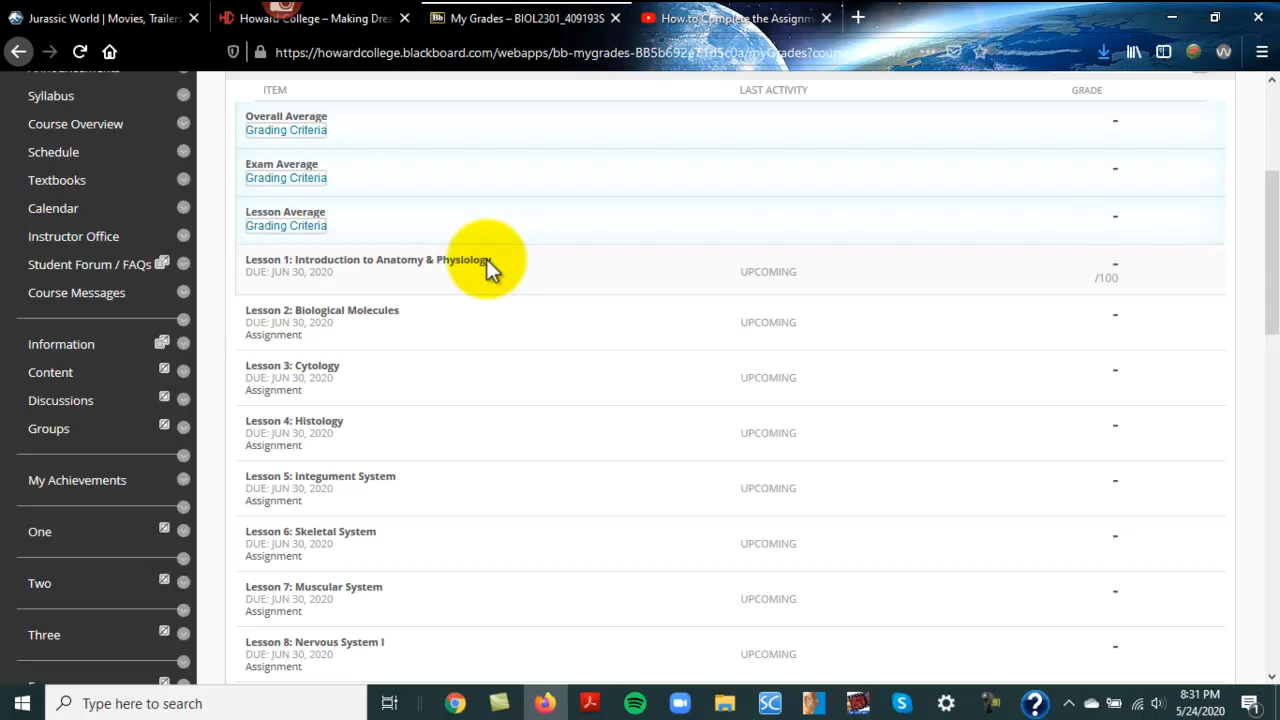 Jurassic World | Movies, Trailers
Howard College – Making Drea
My Grades – BIOL2301_409193S
How to Complete the Assignm
https://howardcollege.blackboard.com/webapps/bb-mygrades-BB5b692e771d5c0a/myGrades?cours
Announcements
Syllabus
Course Overview
Schedule
Textbooks
Calendar
Instructor Office
Student Forum / FAQs
Course Messages
Information
Content
Discussions
Groups
My Achievements
One
Two
Three
ITEM LAST ACTIVITY GRADE
Overall Average -
Grading Criteria
Exam Average -
Grading Criteria
Lesson Average -
Grading Criteria
Lesson 1: Introduction to Anatomy & Physiology -
DUE: JUN 30, 2020 UPCOMING /100
Lesson 2: Biological Molecules -
DUE: JUN 30, 2020 UPCOMING
Assignment
Lesson 3: Cytology -
DUE: JUN 30, 2020 UPCOMING
Assignment
Lesson 4: Histology -
DUE: JUN 30, 2020 UPCOMING
Assignment
Lesson 5: Integument System -
DUE: JUN 30, 2020 UPCOMING
Assignment
Lesson 6: Skeletal System -
DUE: JUN 30, 2020 UPCOMING
Assignment
Lesson 7: Muscular System -
DUE: JUN 30, 2020 UPCOMING
Assignment
Lesson 8: Nervous System I -
DUE: JUN 30, 2020 UPCOMING
Assignment
Type here to search
8:31 PM
5/24/2020